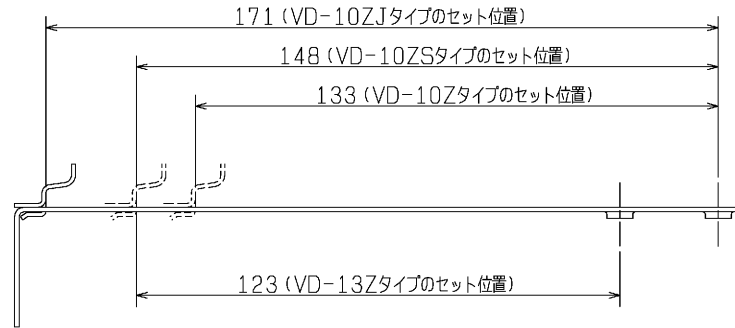 171(VD-10ZJタイプのセット位置)
148(VD-10ZSタイプのセット位置)
133(VD-10Zタイプのセット位置)
123(VD-13Zタイプのセット位置)